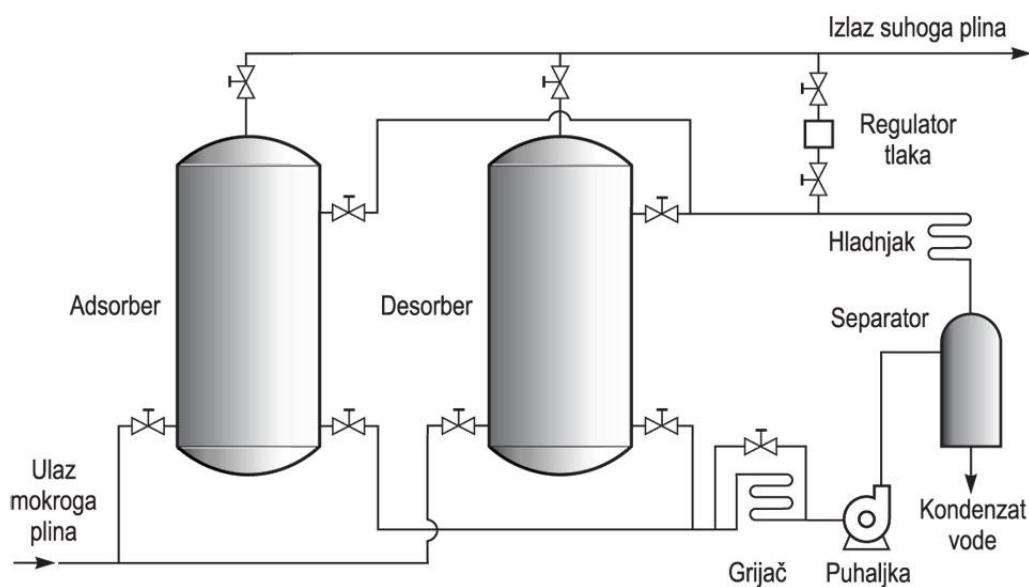 Izlaz suhoga plina
Regulator
tlaka
Hladnjak
Adsorber
Desorber
Separator
Ulaz
mokroga
plina
Kondenzat
vode
Grijač
Puhaljka